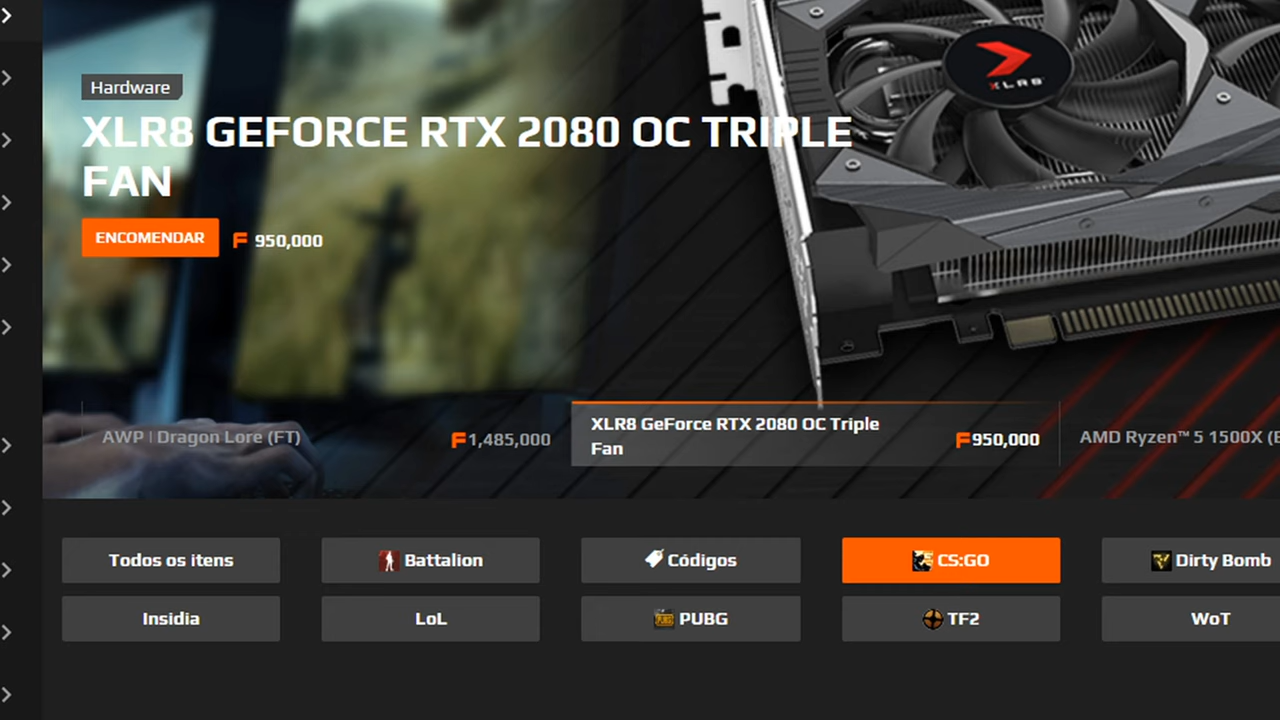 Hardware
XLR8 GEFORCE RTX 2080 OC TRIPLE
FAN
ENCOMENDAR
950,000
XLR8
AWP | Dragon Lore (FT)
1,485,000
XLR8 GeForce RTX 2080 OC Triple
Fan
950,000
AMD Ryzen™ 5 1500X (
Todos os itens
Battalion
Códigos
CS:GO
Dirty Bomb
Insidia
LoL
PUBG
TF2
WoT